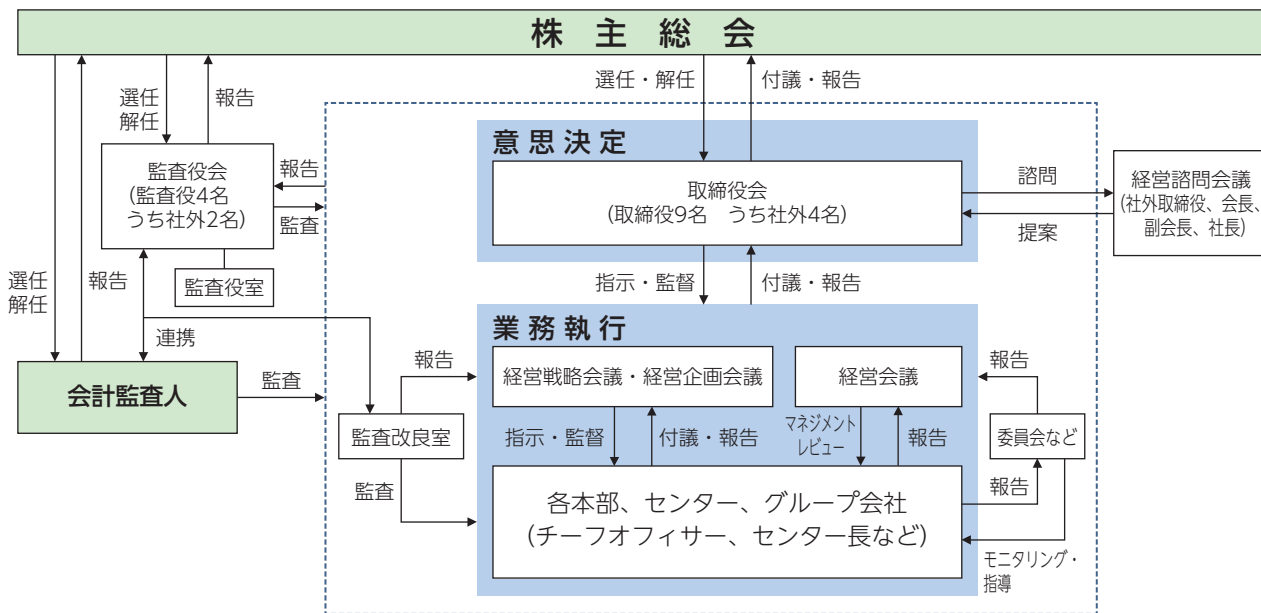 株主総会
選任
解任
報告
選任・解任
付議・報告
監査役会
(監査役4名
うち社外2名)
報告
監査
意思決定
取締役会
(取締役9名　うち社外4名)
諮問
提案
経営諮問会議
(社外取締役、会長、
副会長、社長)
監査役室
選任
解任
報告
連携
指示・監督
付議・報告
業務執行
会計監査人
監査
報告
経営戦略会議・経営企画会議
経営会議
報告
監査改良室
指示・監督
付議・報告
マネジメント
レビュー
報告
委員会など
監査
各本部、センター、グループ会社
(チーフオフィサー、センター長など)
報告
モニタリング・
指導